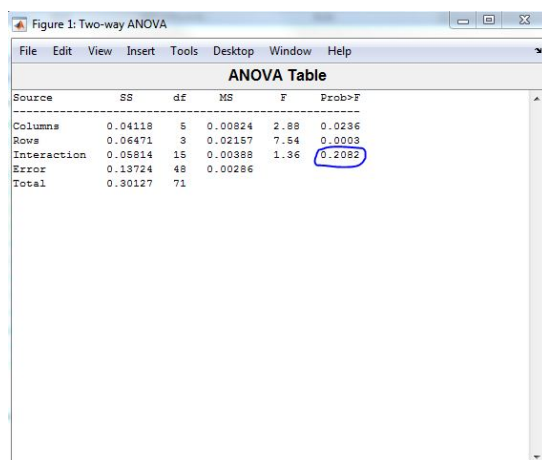 Figure 1: Two-way ANOVA
File Edit View Insert Tools Desktop Window Help
ANOVA Table
Source SS df MS F Prob>F
Columns 0.04118 5 0.00824 2.88 0.0236
Rows 0.06471 3 0.02157 7.54 0.0003
Interaction 0.05814 15 0.00388 1.36 0.2082
Error 0.13724 48 0.00286
Total 0.30127 71